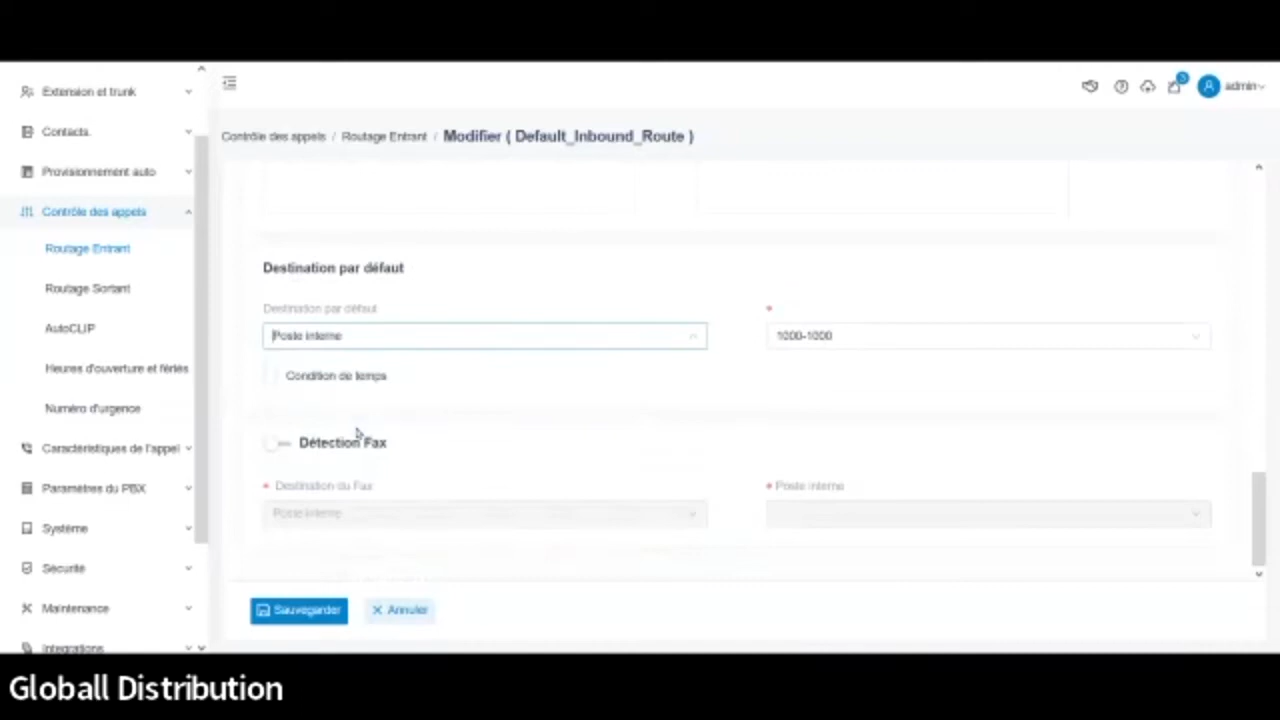 Extension et trunk
Contacts
Provisionnement auto
Contrôle des appels
Routage Entrant
Routage Sortant
AutoCLIP
Heures d'ouverture et fériés
Numéro d'urgence
Caractéristiques de l'appel
Paramètres du PBX
Système
Sécurité
Maintenance
Integrations
admin
Contrôle des appels / Routage Entrant / Modifier ( Default_Inbound_Route )
Destination par défaut
Destination par défaut *
Poste interne 1000-1000
Condition de temps
Détection Fax
* Destination du Fax * Poste interne
Poste interne
Sauvegarder Annuler
Globall Distribution